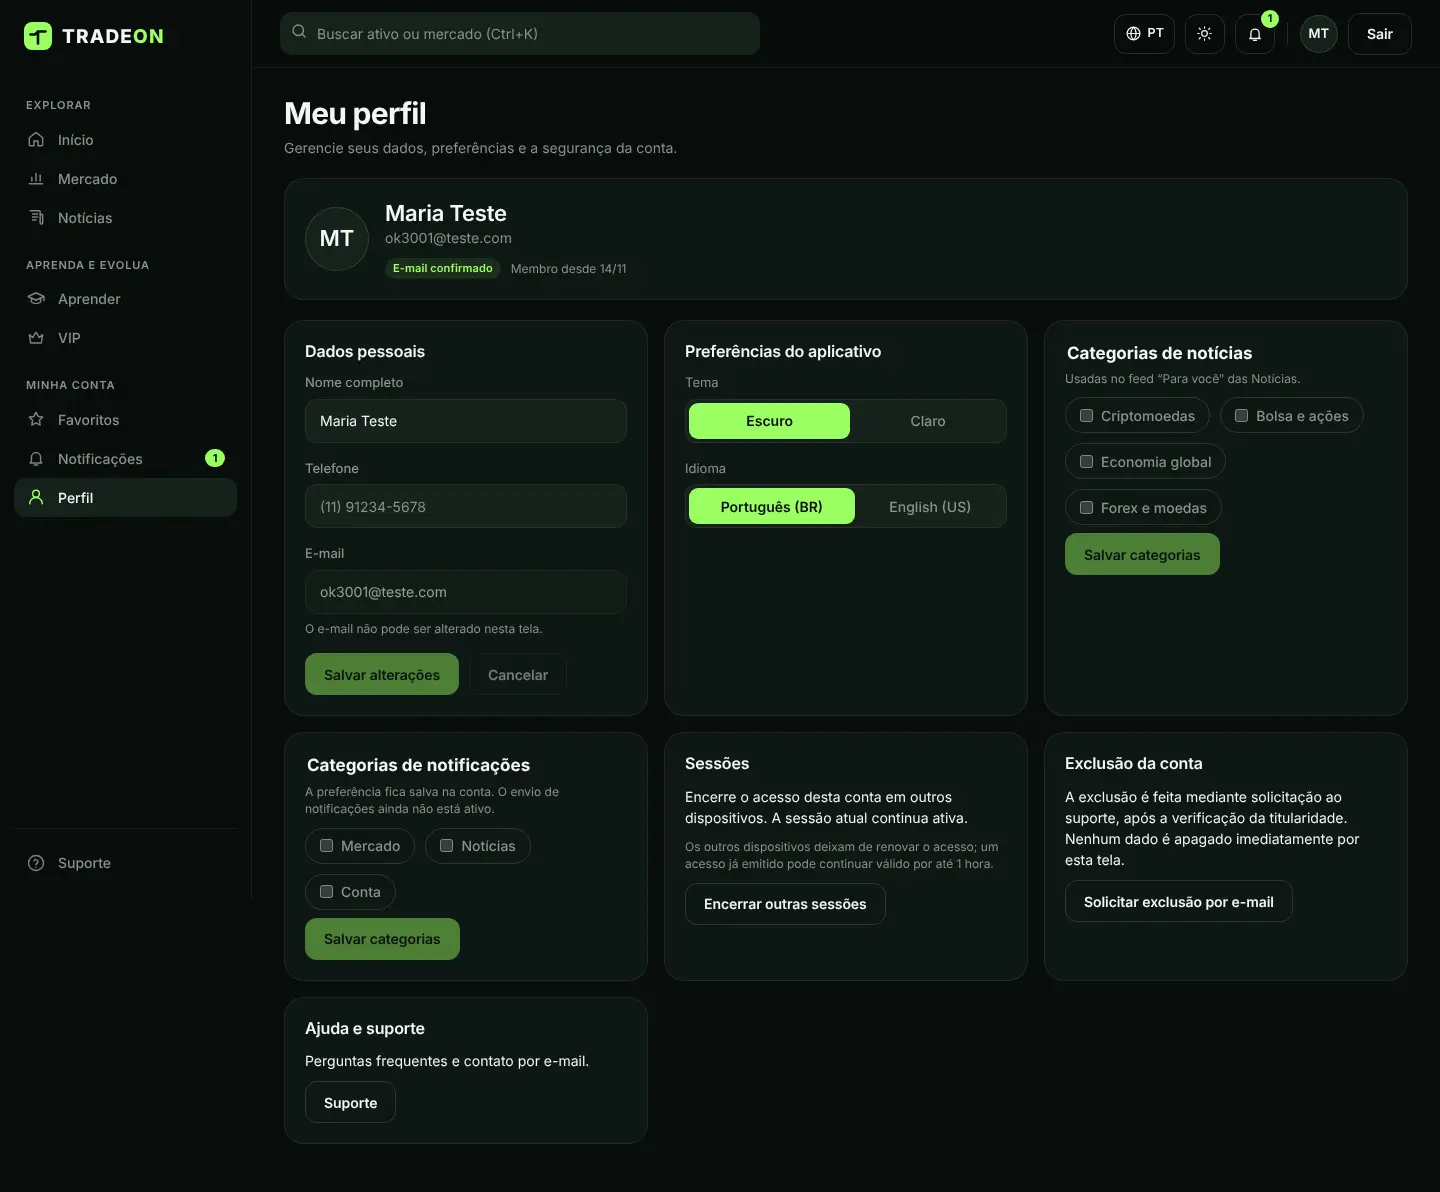 TRADEON
Buscar ativo ou mercado (Ctrl+K)
PT
1
MT
Sair
EXPLORAR
Início
Mercado
Notícias
APRENDA E EVOLUA
Aprender
VIP
MINHA CONTA
Favoritos
Notificações
1
Perfil
Suporte
Meu perfil
Gerencie seus dados, preferências e a segurança da conta.
MT
Maria Teste
ok3001@teste.com
E-mail confirmado
Membro desde 14/11
Dados pessoais
Nome completo
Maria Teste
Telefone
(11) 91234-5678
E-mail
ok3001@teste.com
O e-mail não pode ser alterado nesta tela.
Salvar alterações
Cancelar
Preferências do aplicativo
Tema
Escuro
Claro
Idioma
Português (BR)
English (US)
Categorias de notícias
Usadas no feed “Para você” das Notícias.
Criptomoedas
Bolsa e ações
Economia global
Forex e moedas
Salvar categorias
Categorias de notificações
A preferência fica salva na conta. O envio de
notificações ainda não está ativo.
Mercado
Notícias
Conta
Salvar categorias
Sessões
Encerre o acesso desta conta em outros
dispositivos. A sessão atual continua ativa.
Os outros dispositivos deixam de renovar o acesso; um
acesso já emitido pode continuar válido por até 1 hora.
Encerrar outras sessões
Exclusão da conta
A exclusão é feita mediante solicitação ao
suporte, após a verificação da titularidade.
Nenhum dado é apagado imediatamente por
esta tela.
Solicitar exclusão por e-mail
Ajuda e suporte
Perguntas frequentes e contato por e-mail.
Suporte